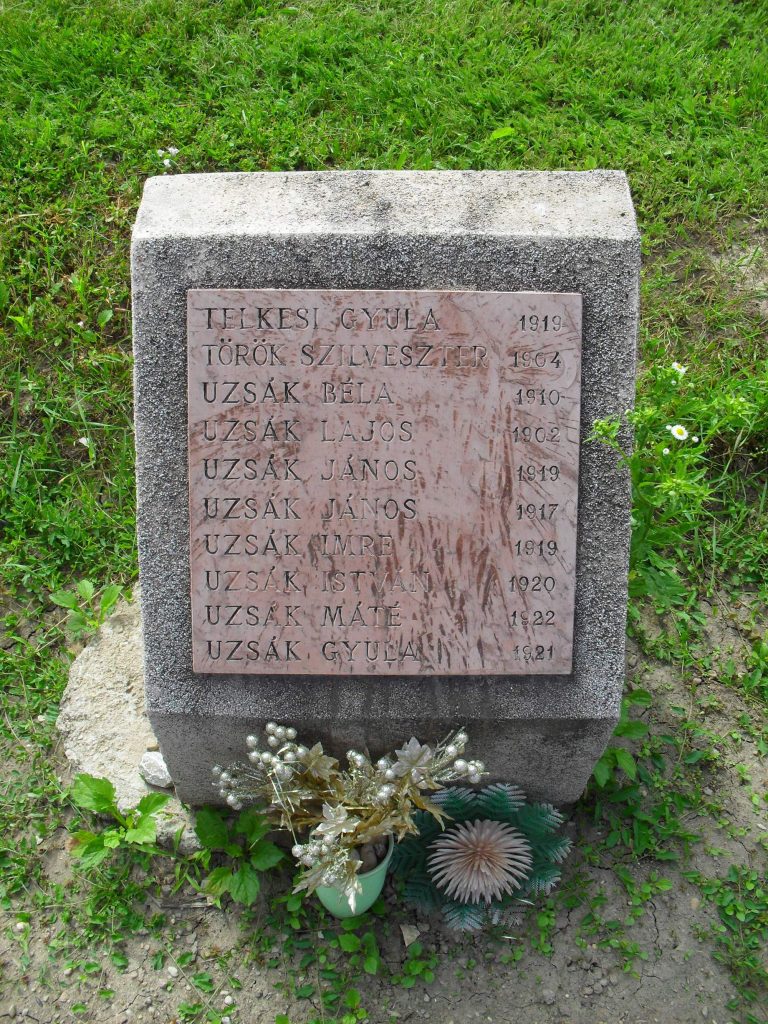 TELKESI GYULA 1919
TÖRÖK SZILVESZTER 1904
UZSÁK BÉLA 1910
UZSÁK LAJOS 1902
UZSÁK JÁNOS 1919
UZSÁK JÁNOS 1917
UZSÁK IMRE 1919
UZSÁK ISTVÁN 1920
UZSÁK MÁTÉ 1922
UZSÁK GYULA 1921